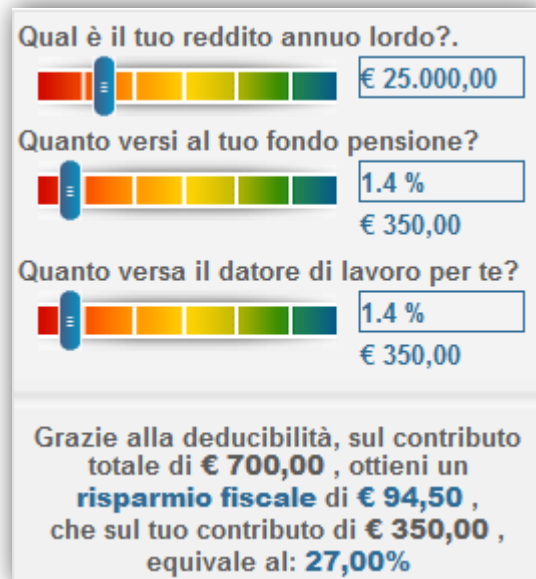 Qual è il tuo reddito annuo lordo?.
€ 25.000,00
Quanto versi al tuo fondo pensione?
1.4 %
€ 350,00
Quanto versa il datore di lavoro per te?
1.4 %
€ 350,00
Grazie alla deducibilità, sul contributo
totale di € 700,00 , ottieni un
risparmio fiscale di € 94,50 ,
che sul tuo contributo di € 350,00 ,
equivale al: 27,00%